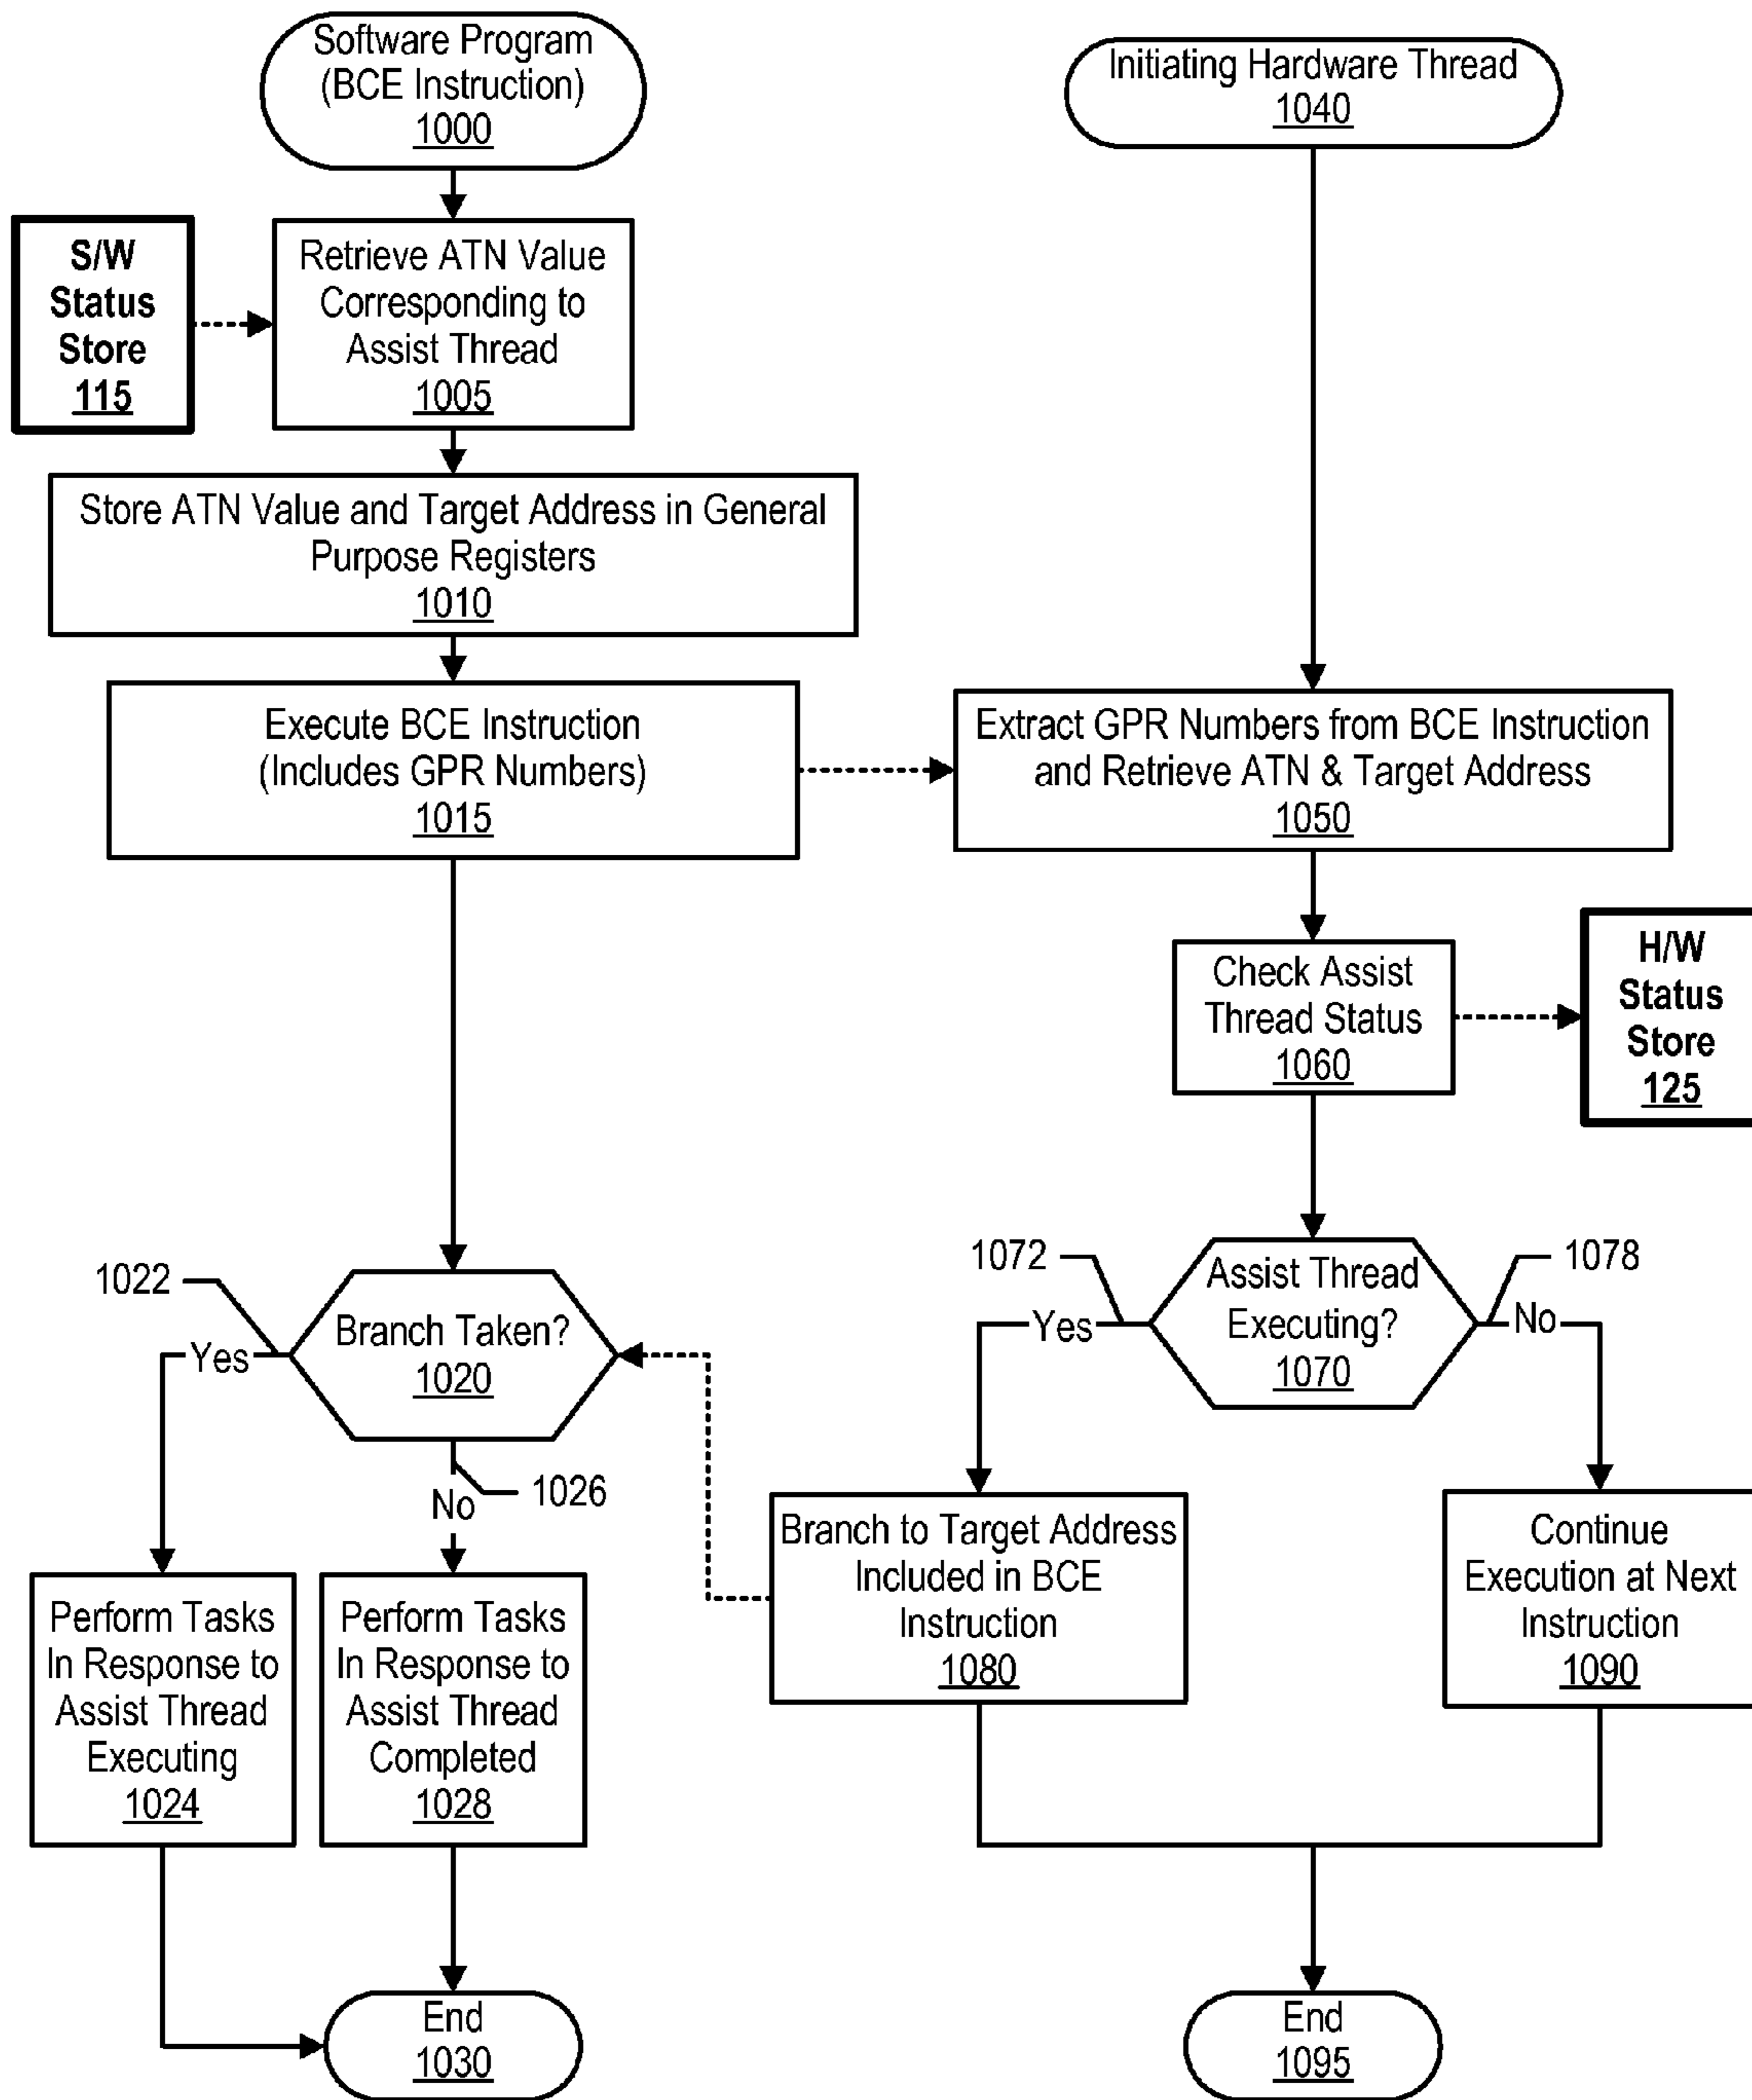 Software Program
(BCE Instruction)
1000
Initiating Hardware Thread
1040
S/W
Status
Store
115
Retrieve ATN Value
Corresponding to
Assist Thread
1005
Store ATN Value and Target Address in General
Purpose Registers
1010
Execute BCE Instruction
(Includes GPR Numbers)
1015
Extract GPR Numbers from BCE Instruction
and Retrieve ATN & Target Address
1050
Check Assist
Thread Status
1060
H/W
Status
Store
125
1072
Assist Thread
Executing?
1070
1078
Yes
No
1022
Branch Taken?
1020
Yes
1026
No
Branch to Target Address
Included in BCE
Instruction
1080
Continue
Execution at Next
Instruction
1090
Perform Tasks
In Response to
Assist Thread
Executing
1024
Perform Tasks
In Response to
Assist Thread
Completed
1028
End
1030
End
1095